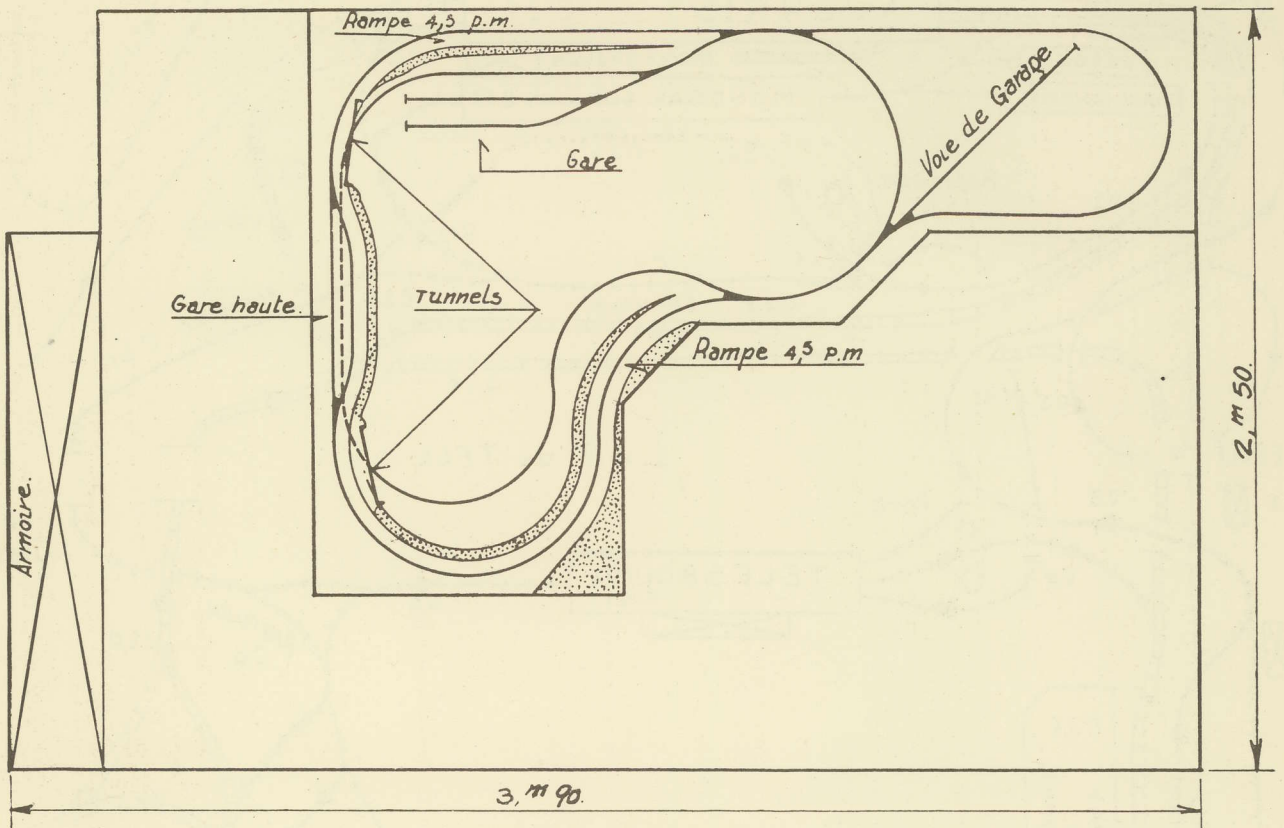 Rampe 4,5 p.m.
Voie de Garage
Gare
Gare haute.
Tunnels
Rampe 4,5 p.m
2,m 50.
Armoire.
3,m 90.